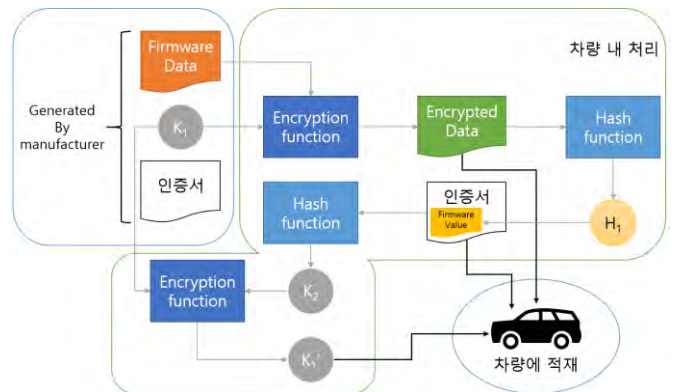 Firmware
Data
차량 내 처리
Generated
By
manufacturer
K1
Encryption
function
Encrypted
Data
Hash
function
인증서
Hash
function
인증서
Firmware
Value
H1
Encryption
function
K2
K1'
차량에 적재